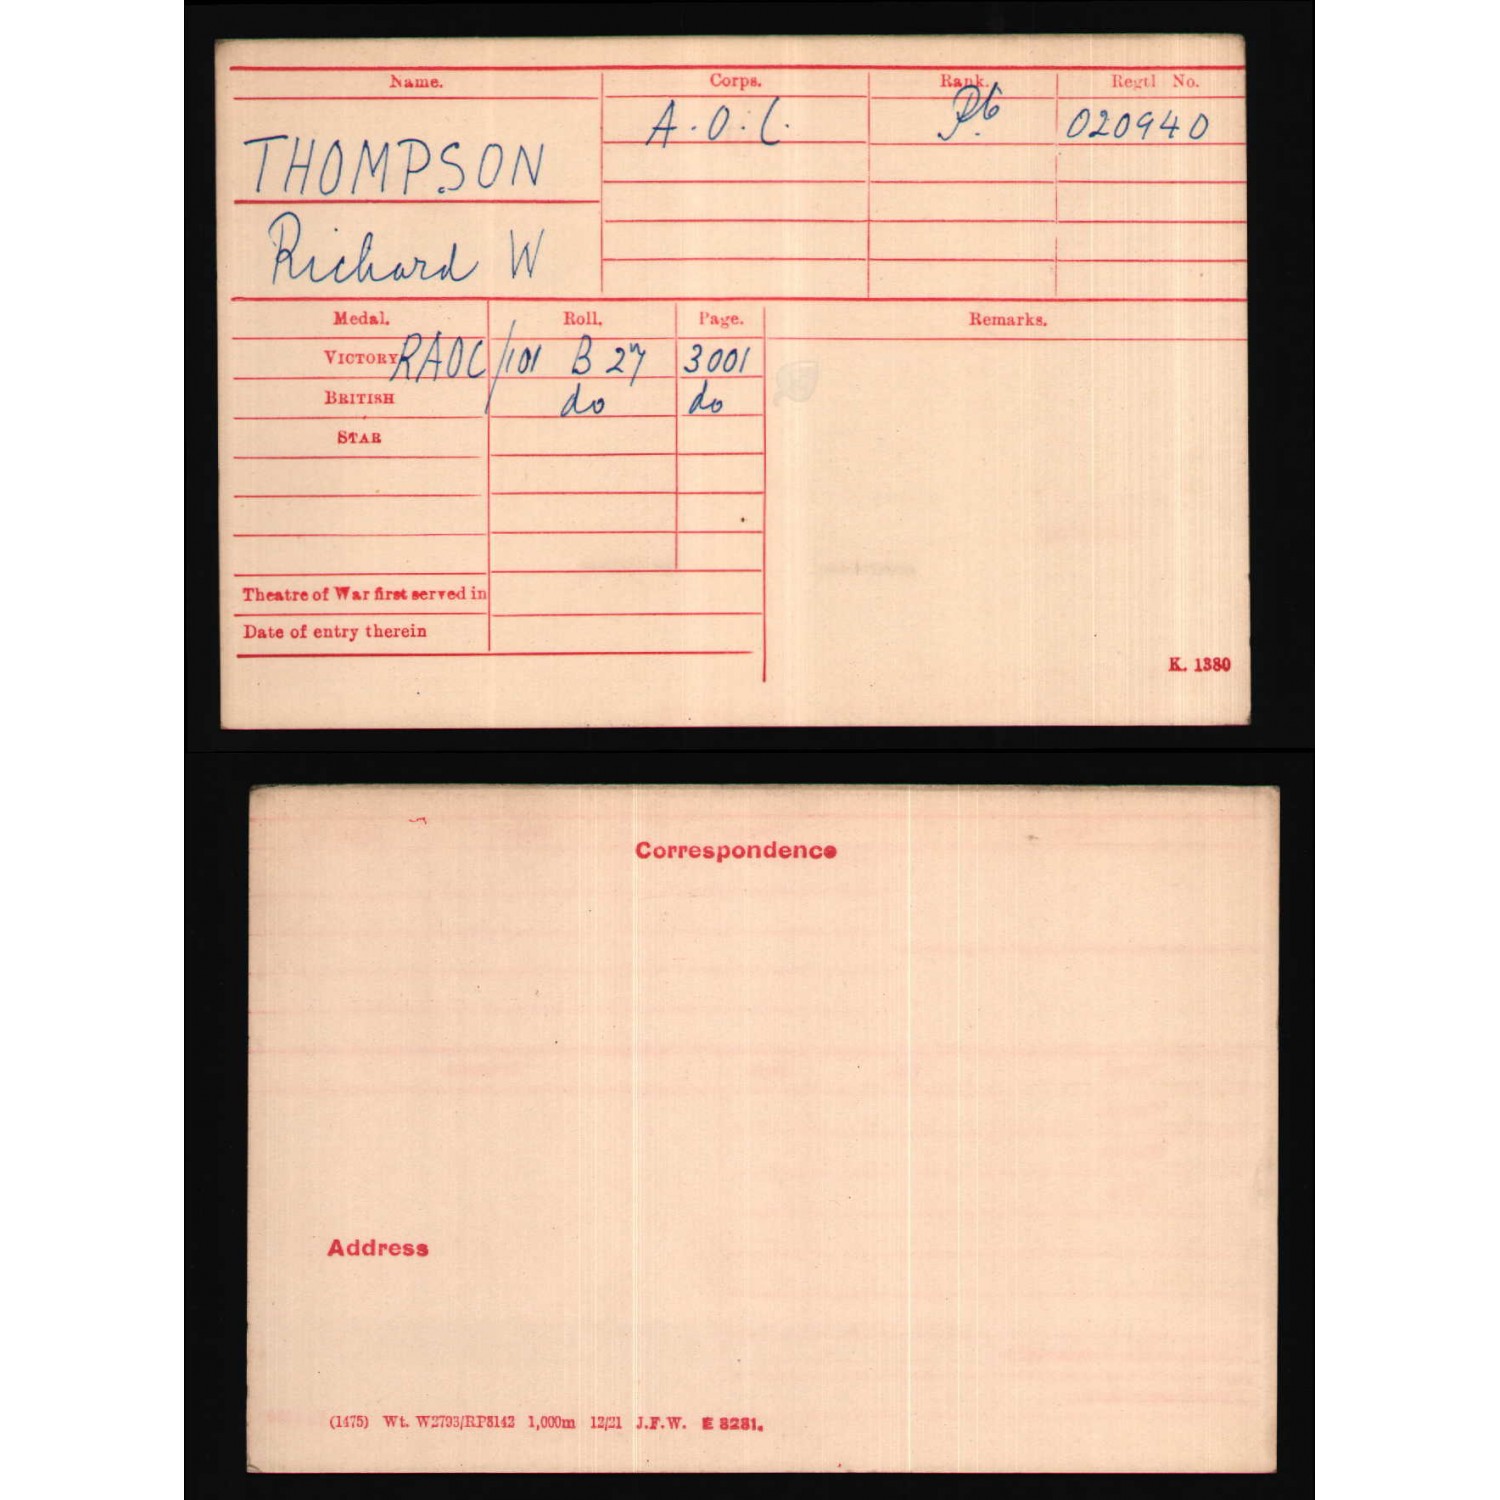 Name. Corps. Rank. Regtl No.
A.O.C. Pte 020940
THOMPSON
Richard W
Medal. Roll. Page. Remarks.
VICTORY RAOC/101 B 27 3001
BRITISH do do
STAR
Theatre of War first served in
Date of entry therein
K. 1380
Correspondence
Address
(1475) Wt. W2793/RP8142 1,000m 12/21 J.F.W. E 8281.